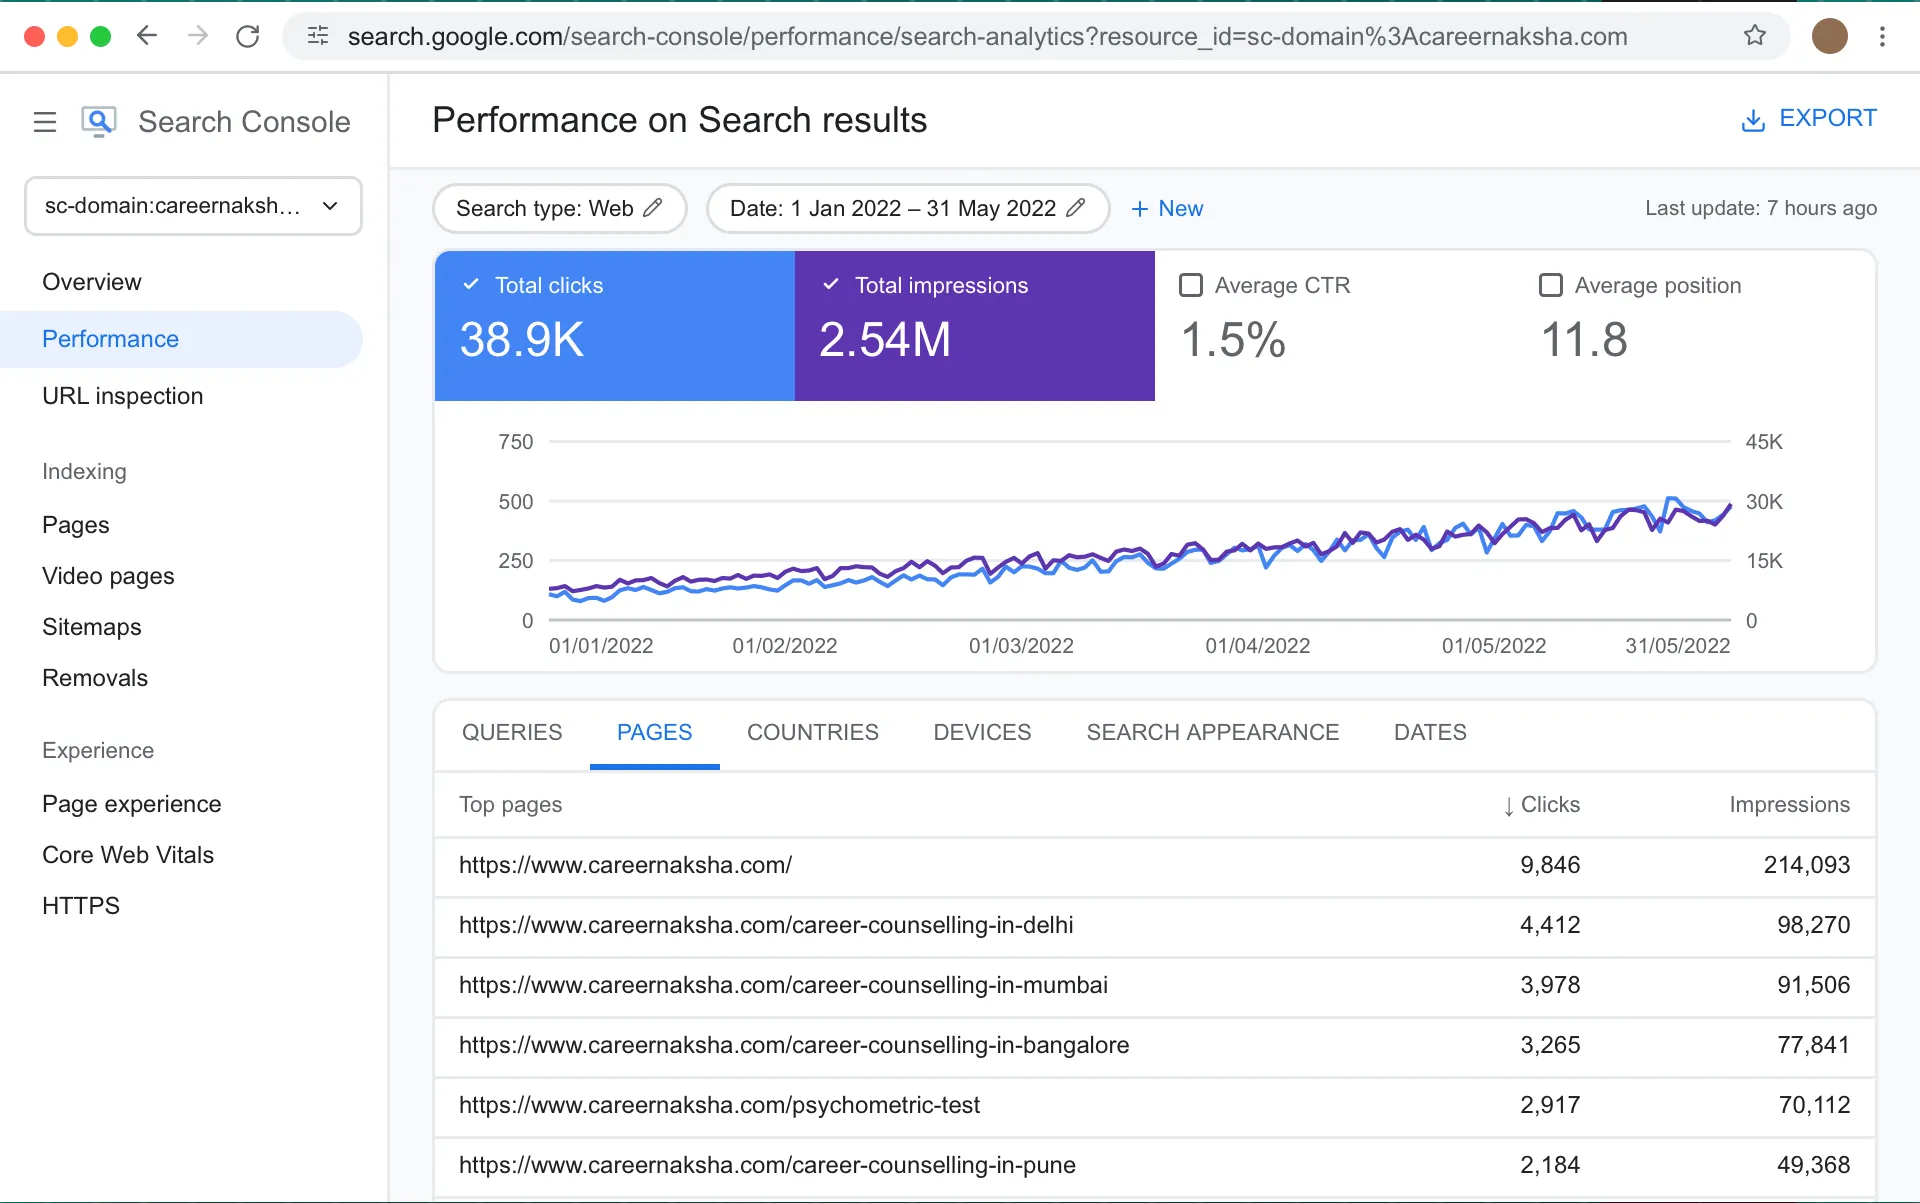 search.google.com/search-console/performance/search-analytics?resource_id=sc-domain%3Acareernaksha.com
Search Console
sc-domain:careernaksh...
Overview
Performance
URL inspection
Indexing
Pages
Video pages
Sitemaps
Removals
Experience
Page experience
Core Web Vitals
HTTPS
Performance on Search results
EXPORT
Search type: Web
Date: 1 Jan 2022 – 31 May 2022
+ New
Last update: 7 hours ago
Total clicks
38.9K
Total impressions
2.54M
Average CTR
1.5%
Average position
11.8
750 45K
500 30K
250 15K
0 0
01/01/2022 01/02/2022 01/03/2022 01/04/2022 01/05/2022 31/05/2022
QUERIES PAGES COUNTRIES DEVICES SEARCH APPEARANCE DATES
Top pages ↓ Clicks Impressions
https://www.careernaksha.com/ 9,846 214,093
https://www.careernaksha.com/career-counselling-in-delhi 4,412 98,270
https://www.careernaksha.com/career-counselling-in-mumbai 3,978 91,506
https://www.careernaksha.com/career-counselling-in-bangalore 3,265 77,841
https://www.careernaksha.com/psychometric-test 2,917 70,112
https://www.careernaksha.com/career-counselling-in-pune 2,184 49,368